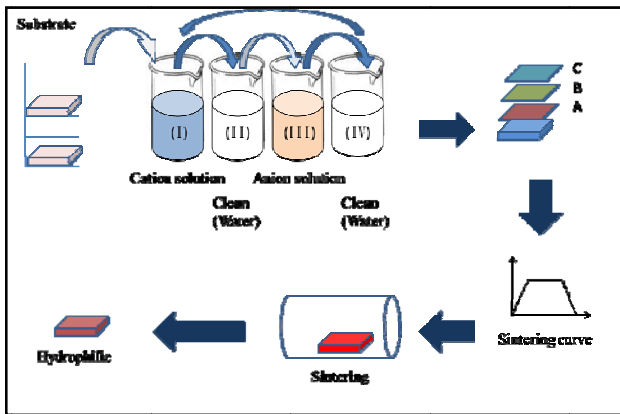 Substrate
(I)
(II)
(III)
(IV)
Cation solution
Anion solution
Clean
(Water)
Clean
(Water)
C
B
A
Sintering curve
Sintering
Hydrophilic